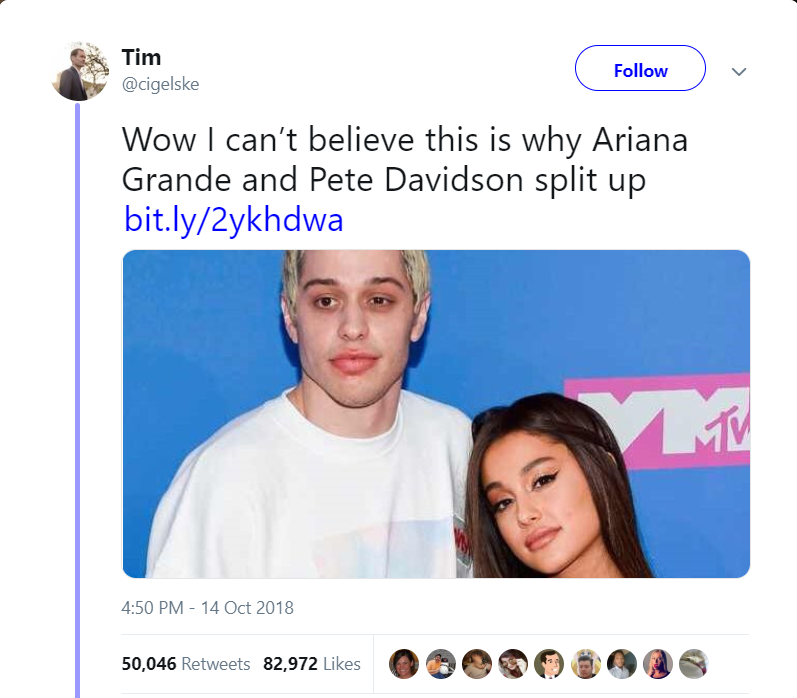 Tim
@cigelske
Follow
Wow I can’t believe this is why Ariana
Grande and Pete Davidson split up
bit.ly/2ykhdwa
VM
MTV
4:50 PM - 14 Oct 2018
50,046 Retweets 82,972 Likes